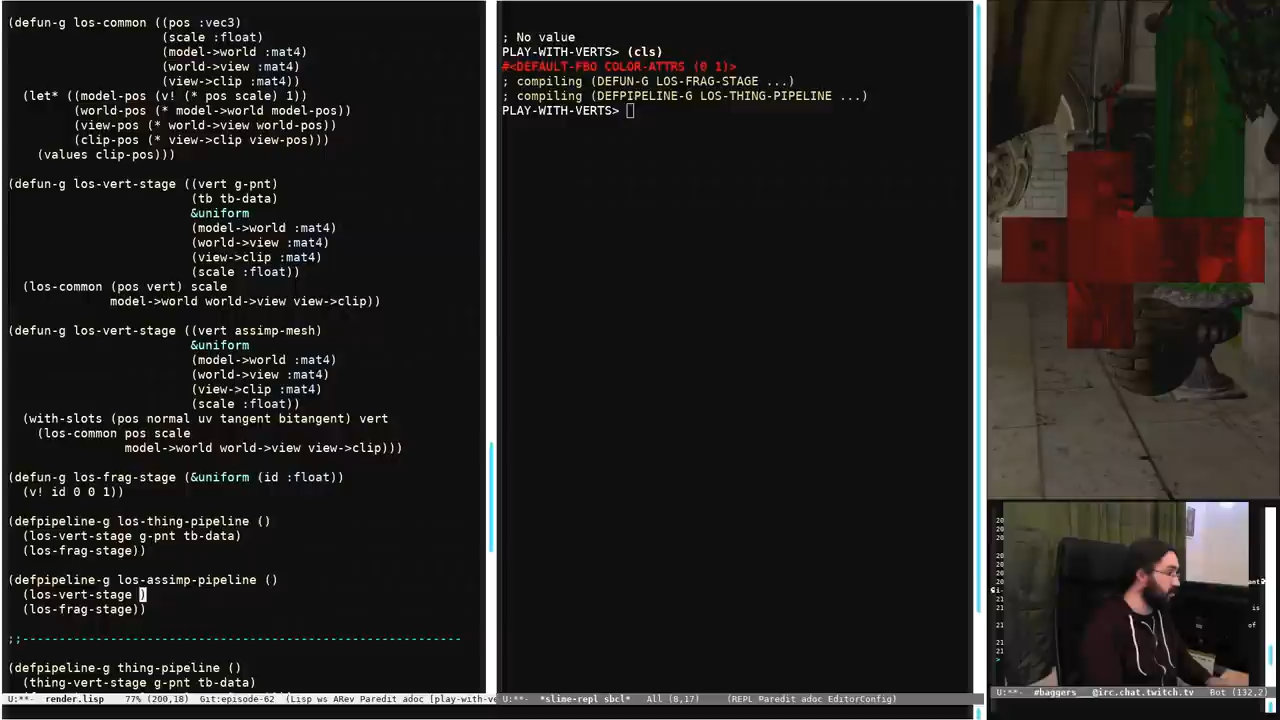 (defun-g los-common ((pos :vec3)
(scale :float)
(model->world :mat4)
(world->view :mat4)
(view->clip :mat4))
(let* ((model-pos (v! (* pos scale) 1))
(world-pos (* model->world model-pos))
(view-pos (* world->view world-pos))
(clip-pos (* view->clip view-pos)))
(values clip-pos)))
(defun-g los-vert-stage ((vert g-pnt)
(tb tb-data)
&uniform
(model->world :mat4)
(world->view :mat4)
(view->clip :mat4)
(scale :float))
(los-common (pos vert) scale
model->world world->view view->clip))
(defun-g los-vert-stage ((vert assimp-mesh)
&uniform
(model->world :mat4)
(world->view :mat4)
(view->clip :mat4)
(scale :float))
(with-slots (pos normal uv tangent bitangent) vert
(los-common pos scale
model->world world->view view->clip)))
(defun-g los-frag-stage (&uniform (id :float))
(v! id 0 0 1))
(defpipeline-g los-thing-pipeline ()
(los-vert-stage g-pnt tb-data)
(los-frag-stage))
(defpipeline-g los-assimp-pipeline ()
(los-vert-stage )
(los-frag-stage))
;;--------------------------------------------------------------
(defpipeline-g thing-pipeline ()
(thing-vert-stage g-pnt tb-data)
U:**- render.lisp 77% (200,18) Git:episode-62 (Lisp ws ARev Paredit adoc [play-with-ve
; No value
PLAY-WITH-VERTS> (cls)
#<DEFAULT-FBO COLOR-ATTRS (0 1)>
; compiling (DEFUN-G LOS-FRAG-STAGE ...)
; compiling (DEFPIPELINE-G LOS-THING-PIPELINE ...)
PLAY-WITH-VERTS>
U:**- *slime-repl sbcl* All (8,17) (REPL Paredit adoc EditorConfig)
20
20
20
20
is
of
21
21
21
U:**- #baggers @irc.chat.twitch.tv Bot (132,2)